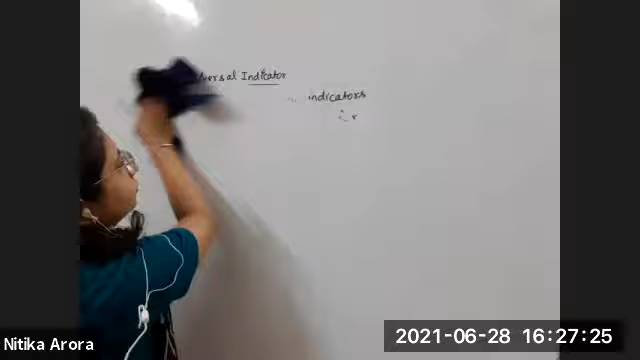 versal Indicator
indicators
Nitika Arora
2021-06-28 16:27:25